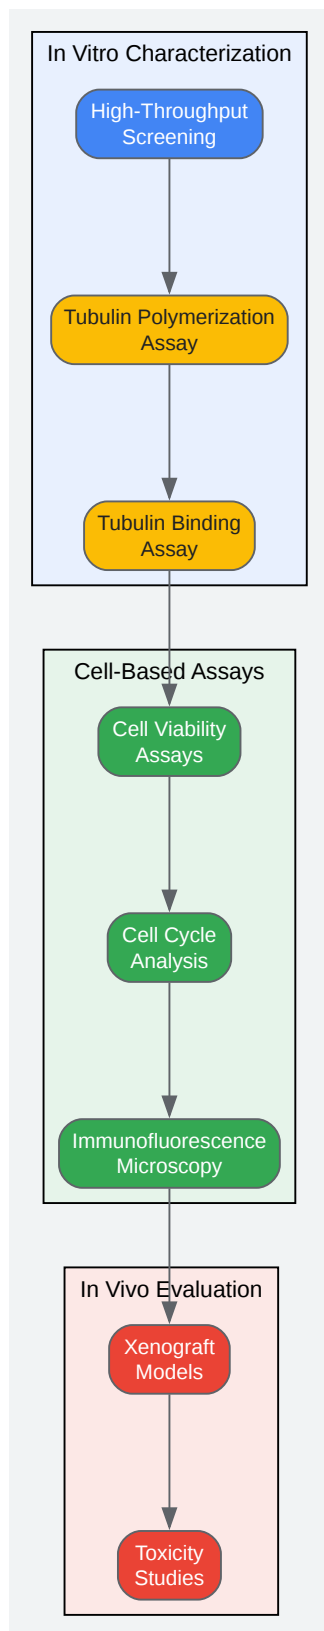 In Vitro Characterization
High-Throughput
Screening
Tubulin Polymerization
Assay
Tubulin Binding
Assay
Cell-Based Assays
Cell Viability
Assays
Cell Cycle
Analysis
Immunofluorescence
Microscopy
In Vivo Evaluation
Xenograft
Models
Toxicity
Studies